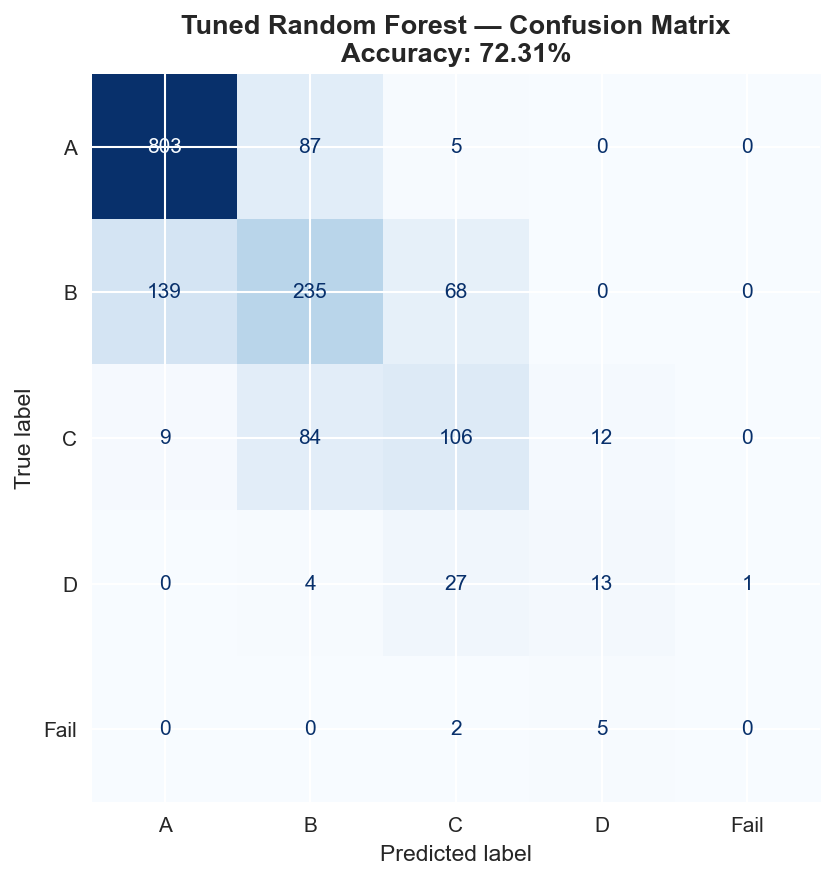 Tuned Random Forest — Confusion Matrix
Accuracy: 72.31%
A 803 87 5 0 0
B 139 235 68 0 0
True label
C 9 84 106 12 0
D 0 4 27 13 1
Fail 0 0 2 5 0
A B C D Fail
Predicted label